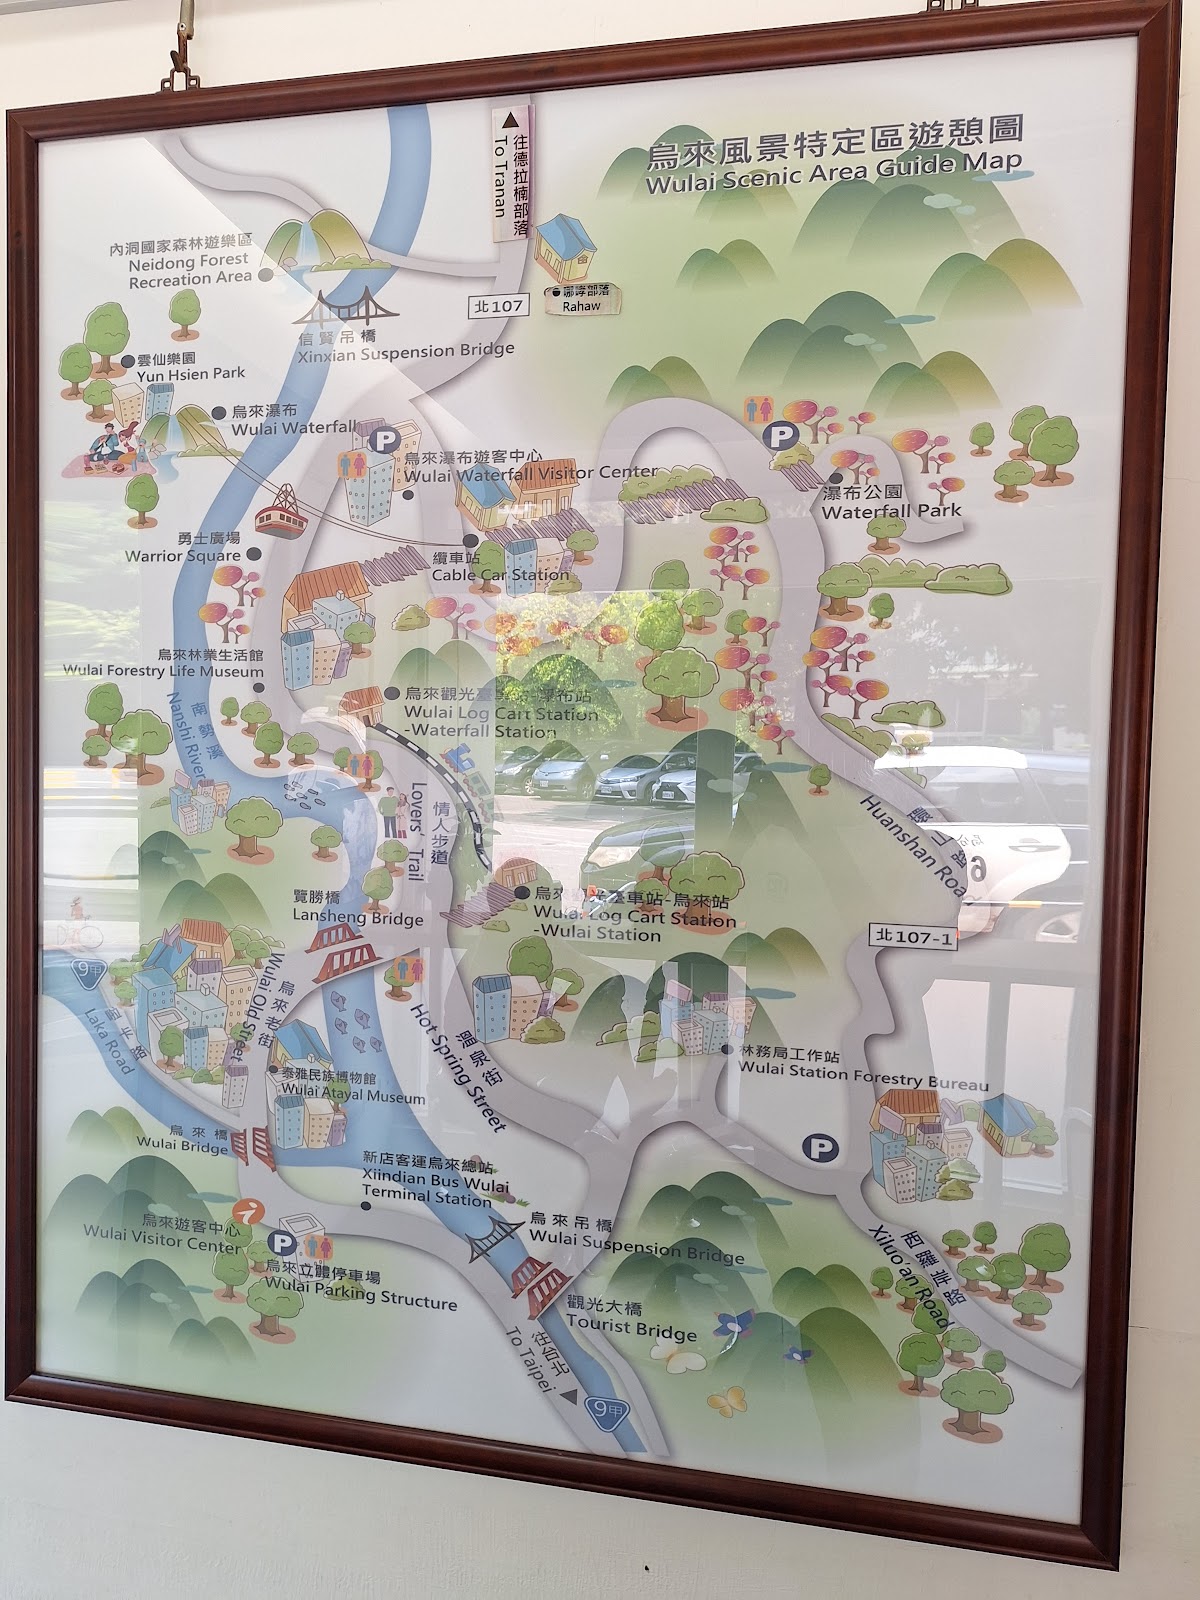 烏來風景特定區遊憩圖
Wulai Scenic Area Guide Map
往德拉楠部落
To Tranan
內洞國家森林遊樂區
Neidong Forest
Recreation Area
北107
哪哮部落
Rahaw
信賢吊橋
Xinxian Suspension Bridge
雲仙樂園
Yun Hsien Park
烏來瀑布
Wulai Waterfall
P
烏來瀑布遊客中心
Wulai Waterfall Visitor Center
P
瀑布公園
Waterfall Park
勇士廣場
Warrior Square
纜車站
Cable Car Station
烏來林業生活館
Wulai Forestry Life Museum
南勢溪
Nanshi River
烏來觀光臺車站-瀑布站
Wulai Log Cart Station
-Waterfall Station
情人步道
Lovers' Trail
Huanshan Road
6
覽勝橋
Lansheng Bridge
烏來觀光臺車站-烏來站
Wulai Log Cart Station
-Wulai Station
北107-1
9甲
啦卡路
Laka Road
烏來老街
Wulai Old Street
溫泉街
Hot Spring Street
林務局工作站
Wulai Station Forestry Bureau
泰雅民族博物館
Wulai Atayal Museum
烏來橋
Wulai Bridge
P
新店客運烏來總站
Xiindian Bus Wulai
Terminal Station
烏來遊客中心
Wulai Visitor Center
P
烏來立體停車場
Wulai Parking Structure
烏來吊橋
Wulai Suspension Bridge
西羅岸路
Xiluo'an Road
觀光大橋
Tourist Bridge
往台北
To Taipei
9甲